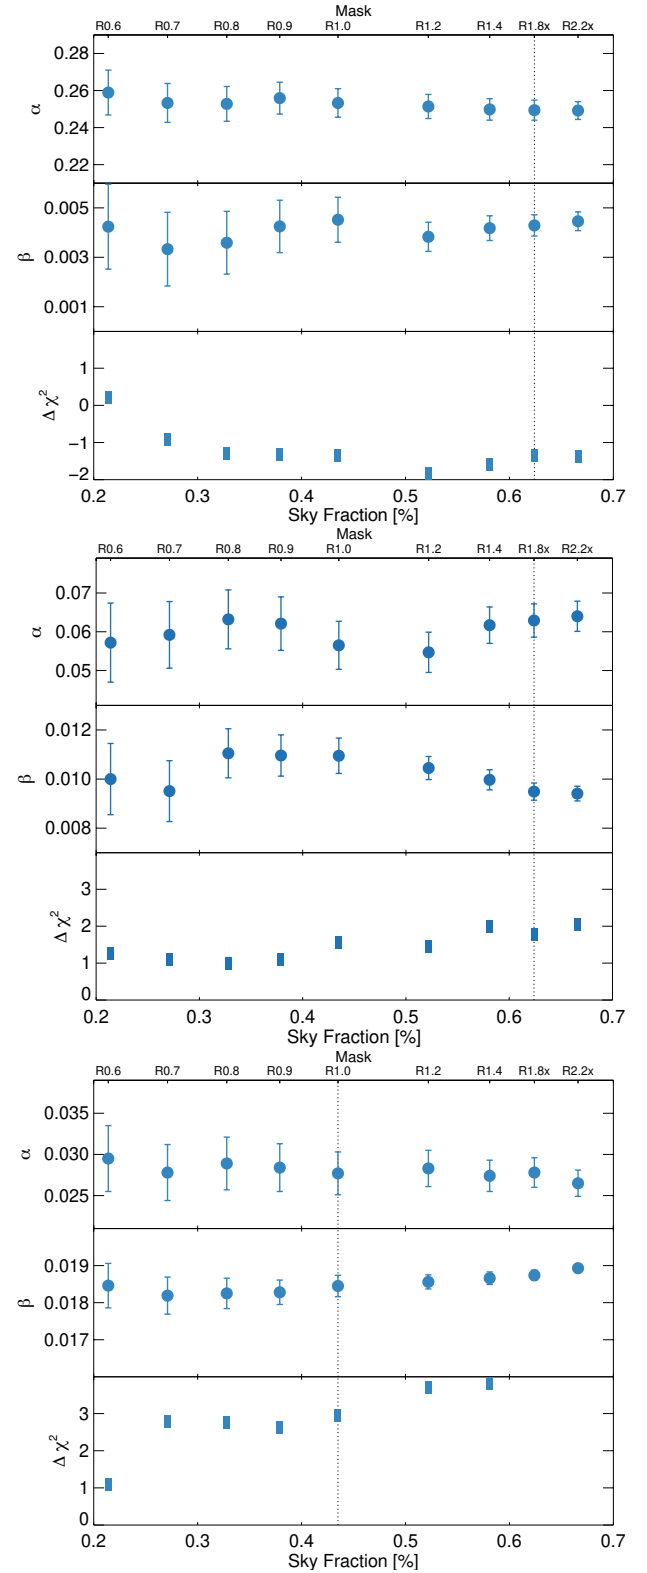 Mask
R0.6 R0.7 R0.8 R0.9 R1.0 R1.2 R1.4 R1.8x R2.2x
0.28
0.26
0.24
0.22
α
0.005
0.003
0.001
β
1
0
−1
−2
Δ χ²
0.2 0.3 0.4 0.5 0.6 0.7
Sky Fraction [%]
Mask
R0.6 R0.7 R0.8 R0.9 R1.0 R1.2 R1.4 R1.8x R2.2x
0.07
0.06
0.05
α
0.012
0.010
0.008
β
3
2
1
0
Δ χ²
0.2 0.3 0.4 0.5 0.6 0.7
Sky Fraction [%]
Mask
R0.6 R0.7 R0.8 R0.9 R1.0 R1.2 R1.4 R1.8x R2.2x
0.035
0.030
0.025
α
0.019
0.018
0.017
β
3
2
1
0
Δ χ²
0.2 0.3 0.4 0.5 0.6 0.7
Sky Fraction [%]